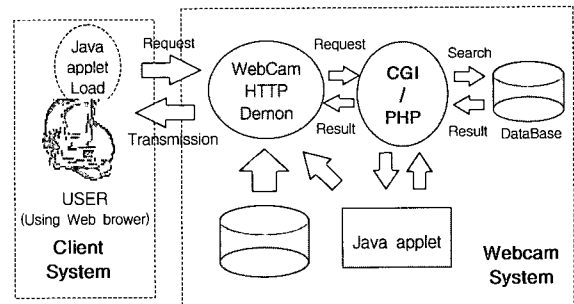 Java
applet
Load
USER
(Using Web brower)
Client
System
Request
Transmission
WebCam
HTTP
Demon
Request
Result
CGI
/
PHP
Search
Result
DataBase
Java applet
Webcam
System